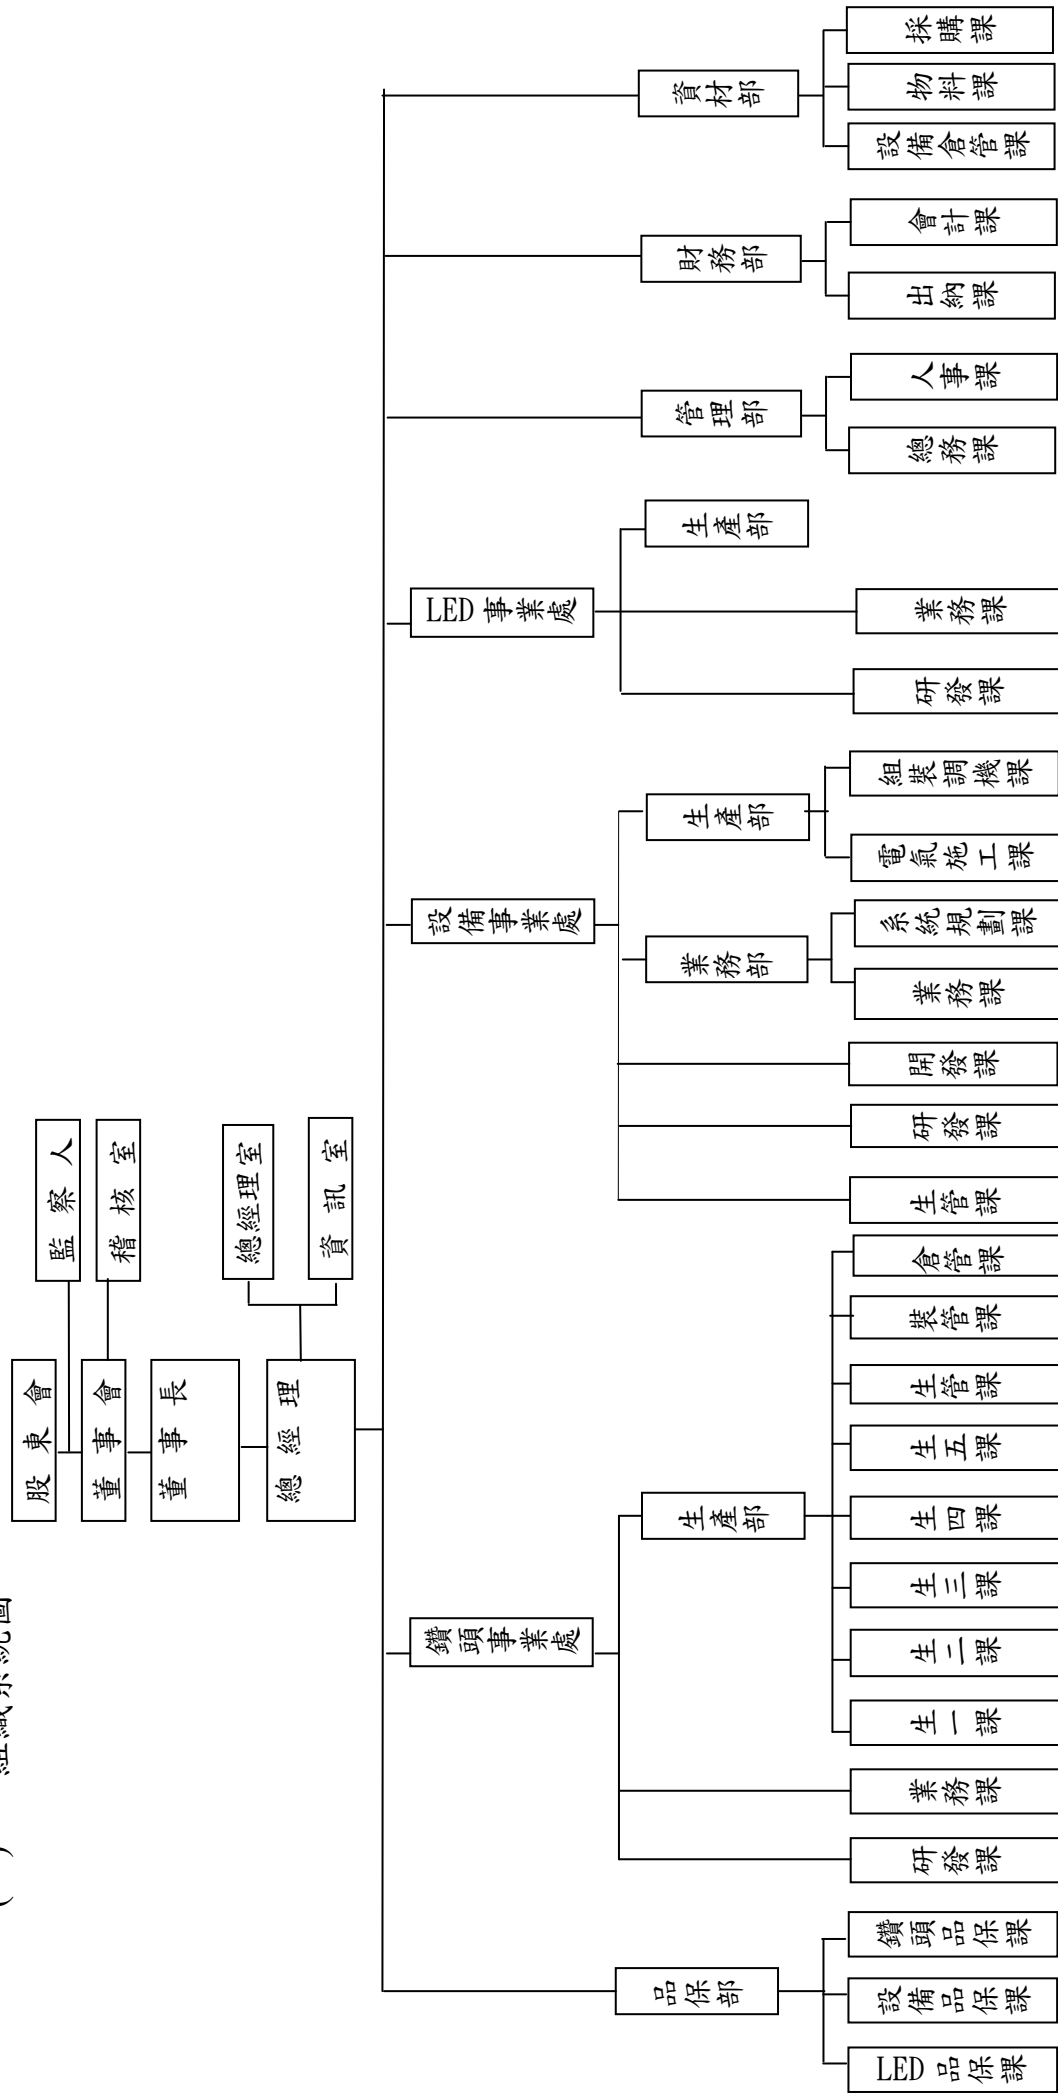 組織系統圖
股東會
監察人
董事會
稽核室
董事長
總經理
總經理室
資訊室
品保部
LED 品保課
設備品保課
鑽頭品保課
鑽頭事業處
研發課
業務課
生產部
生一課
生二課
生三課
生四課
生五課
生管課
裝管課
倉管課
設備事業處
生管課
研發課
開發課
業務部
業務課
系統規劃課
生產部
電氣施工課
組裝調機課
LED 事業處
研發課
業務課
生產部
管理部
總務課
人事課
財務部
出納課
會計課
資材部
設備倉管課
物料課
採購課